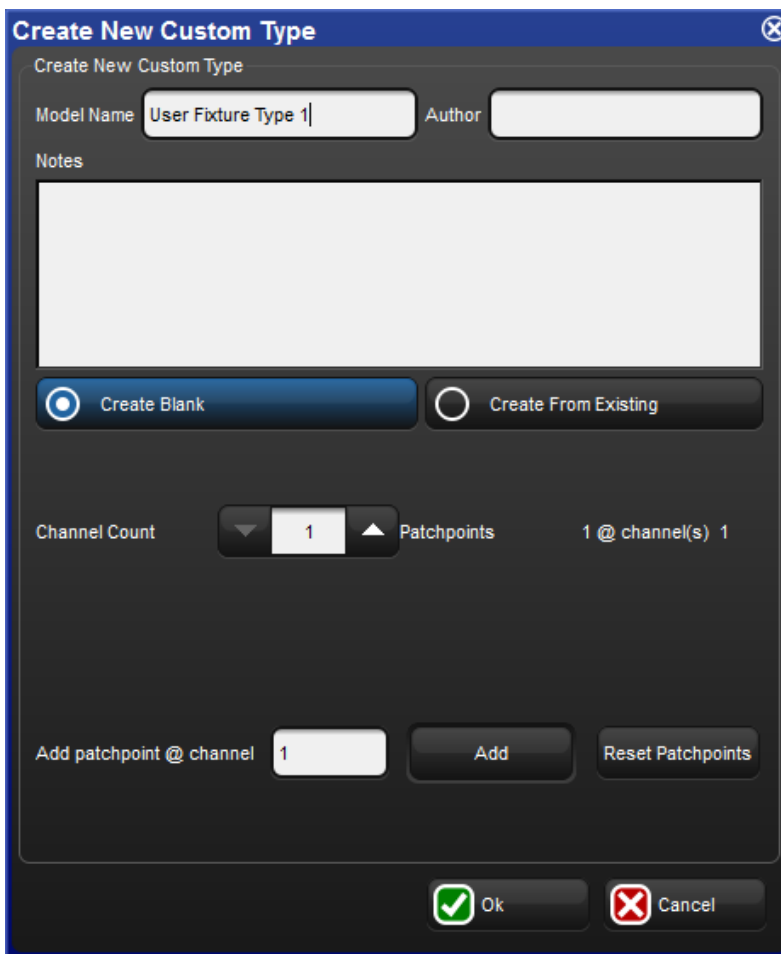 Create New Custom Type
Create New Custom Type
Model Name User Fixture Type 1 Author
Notes
Create Blank Create From Existing
Channel Count 1 Patchpoints 1 @ channel(s) 1
Add patchpoint @ channel 1 Add Reset Patchpoints
Ok Cancel